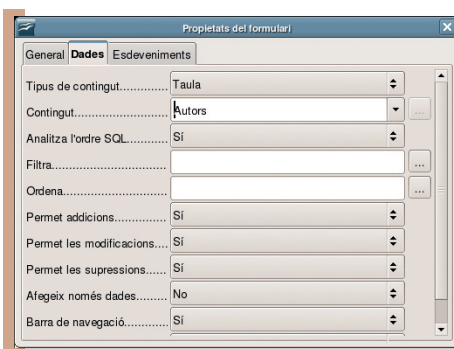 Propietats del formulari
General Dades Esdeveniments
Tipus de contingut.............. Taula
Contingut............................ Autors ...
Analitza l'ordre SQL............ Sí
Filtra................................... ...
Ordena................................ ...
Permet addicions............... Sí
Permet les modificacions.... Sí
Permet les supressions...... Sí
Afegeix només dades......... No
Barra de navegació............. Sí